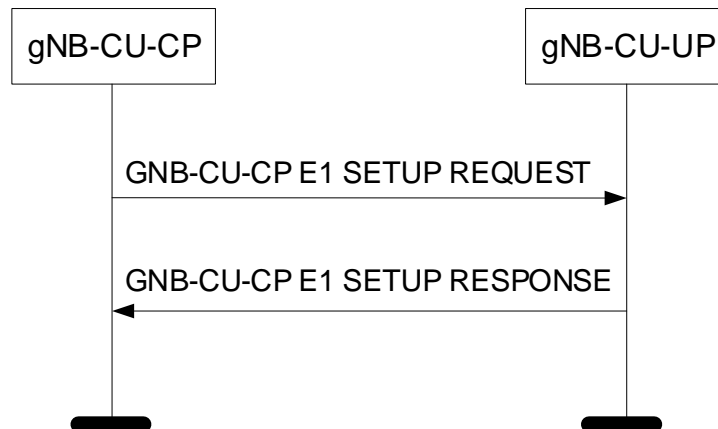 gNB-CU-CP
gNB-CU-UP
GNB-CU-CP E1 SETUP REQUEST
GNB-CU-CP E1 SETUP RESPONSE